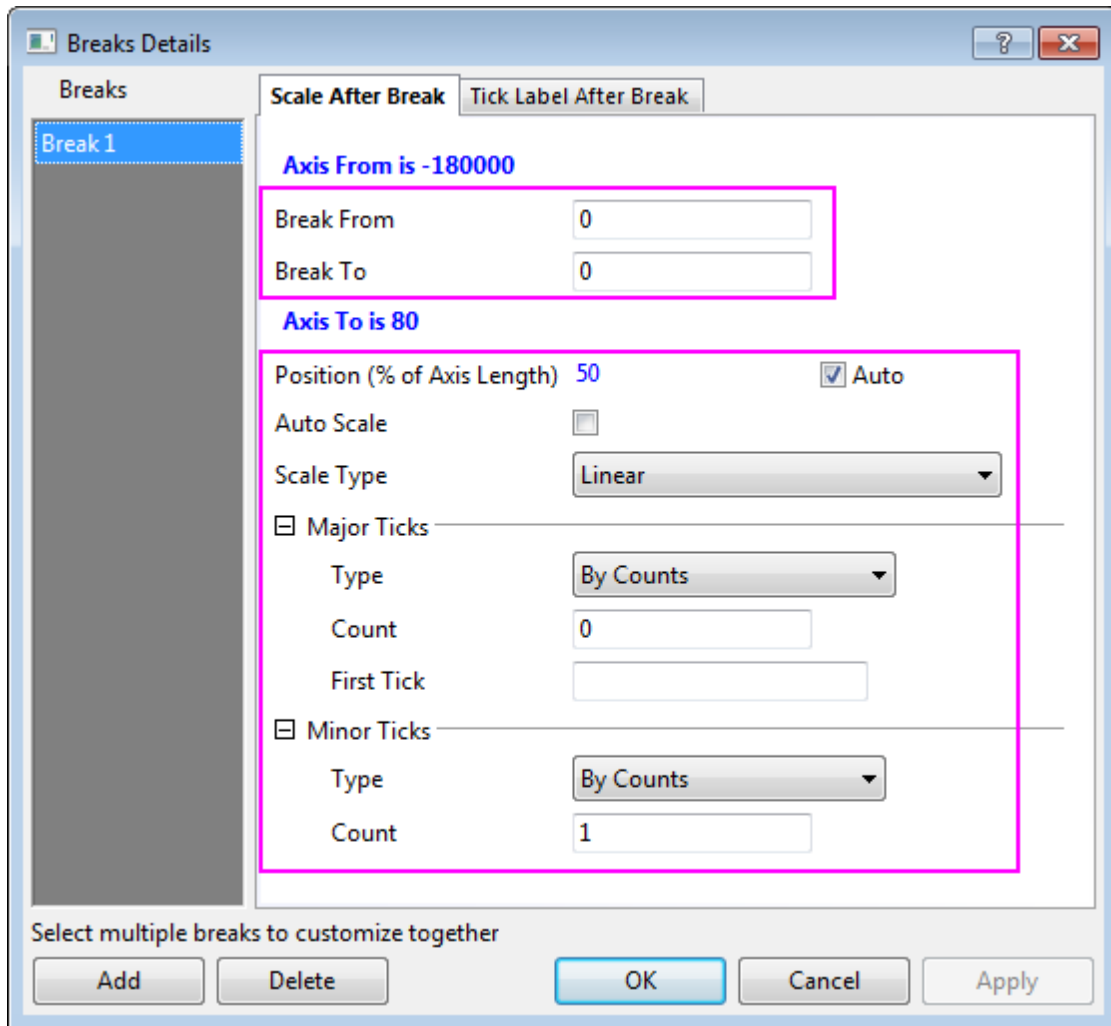 Breaks Details
Breaks
Scale After Break Tick Label After Break
Break 1
Axis From is -180000
Break From 0
Break To 0
Axis To is 80
Position (% of Axis Length) 50 Auto
Auto Scale
Scale Type Linear
Major Ticks
Type By Counts
Count 0
First Tick
Minor Ticks
Type By Counts
Count 1
Select multiple breaks to customize together
Add Delete OK Cancel Apply